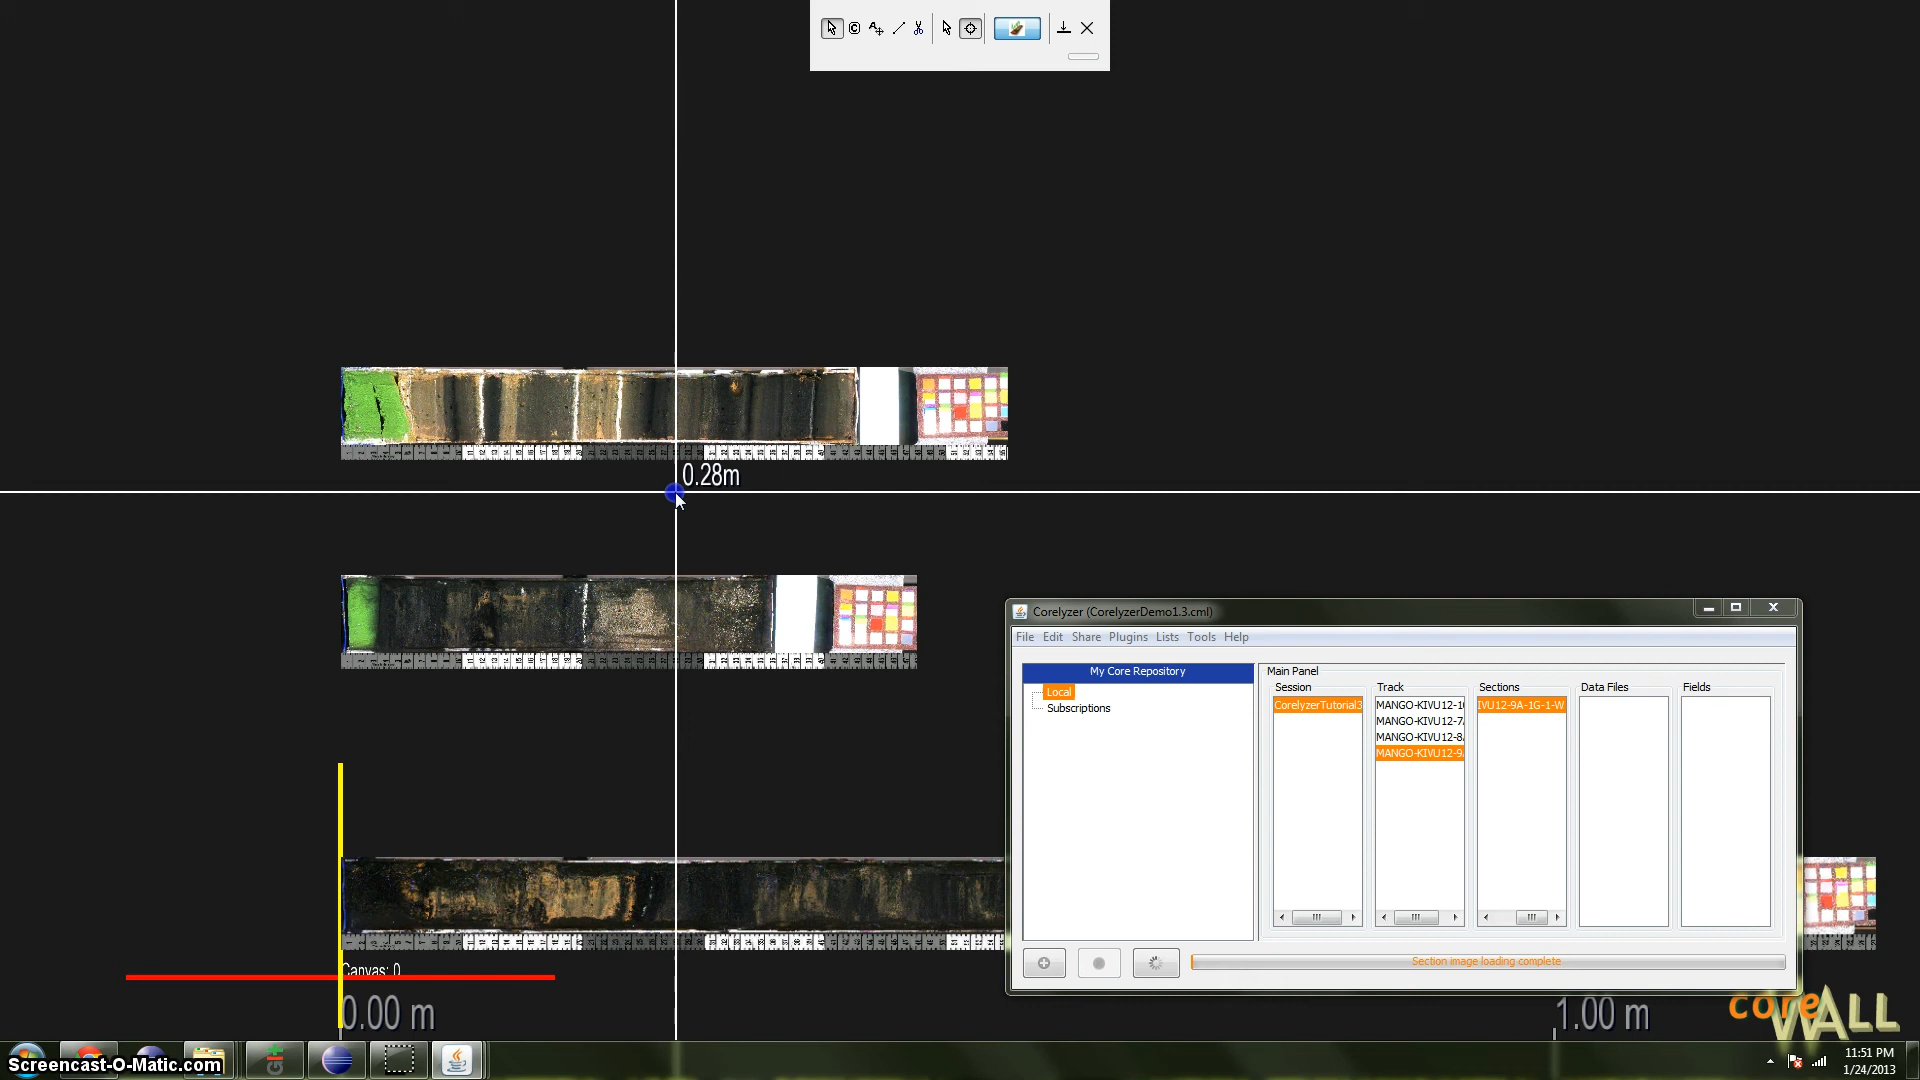 0.28m
Corelyzer (CorelyzerDemo1.3.cml)
File Edit Share Plugins Lists Tools Help
My Core Repository
Local
Subscriptions
Main Panel
Session
CorelyzerTutorial3
Track
MANGO-KIVU12-1
MANGO-KIVU12-7
MANGO-KIVU12-8
MANGO-KIVU12-9
Sections
IVU12-9A-1G-1-W
Data Files
Fields
Section image loading complete
Canvas: 0
0.00 m
1.00 m
core
WALL
Git
Screencast-O-Matic.com
11:51 PM
1/24/2013